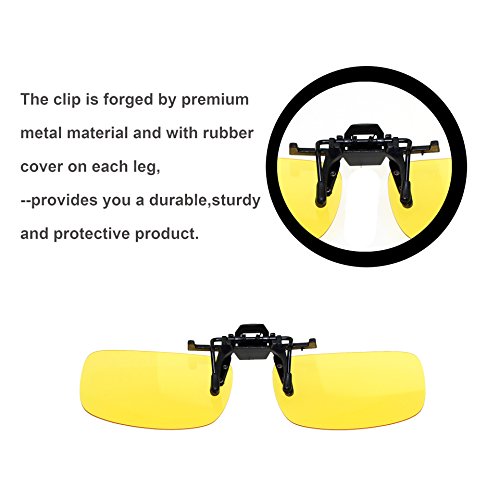 The clip is forged by premium
metal material and with rubber
cover on each leg,
--provides you a durable,sturdy
and protective product.